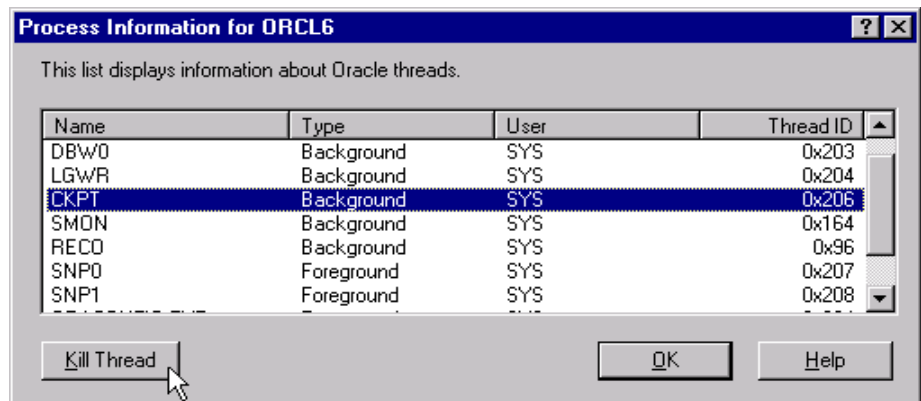 Process Information for ORCL6
This list displays information about Oracle threads.
Name Type User Thread ID
DBW0 Background SYS 0x203
LGWR Background SYS 0x204
CKPT Background SYS 0x206
SMON Background SYS 0x164
RECO Background SYS 0x96
SNP0 Foreground SYS 0x207
SNP1 Foreground SYS 0x208
Kill Thread OK Help